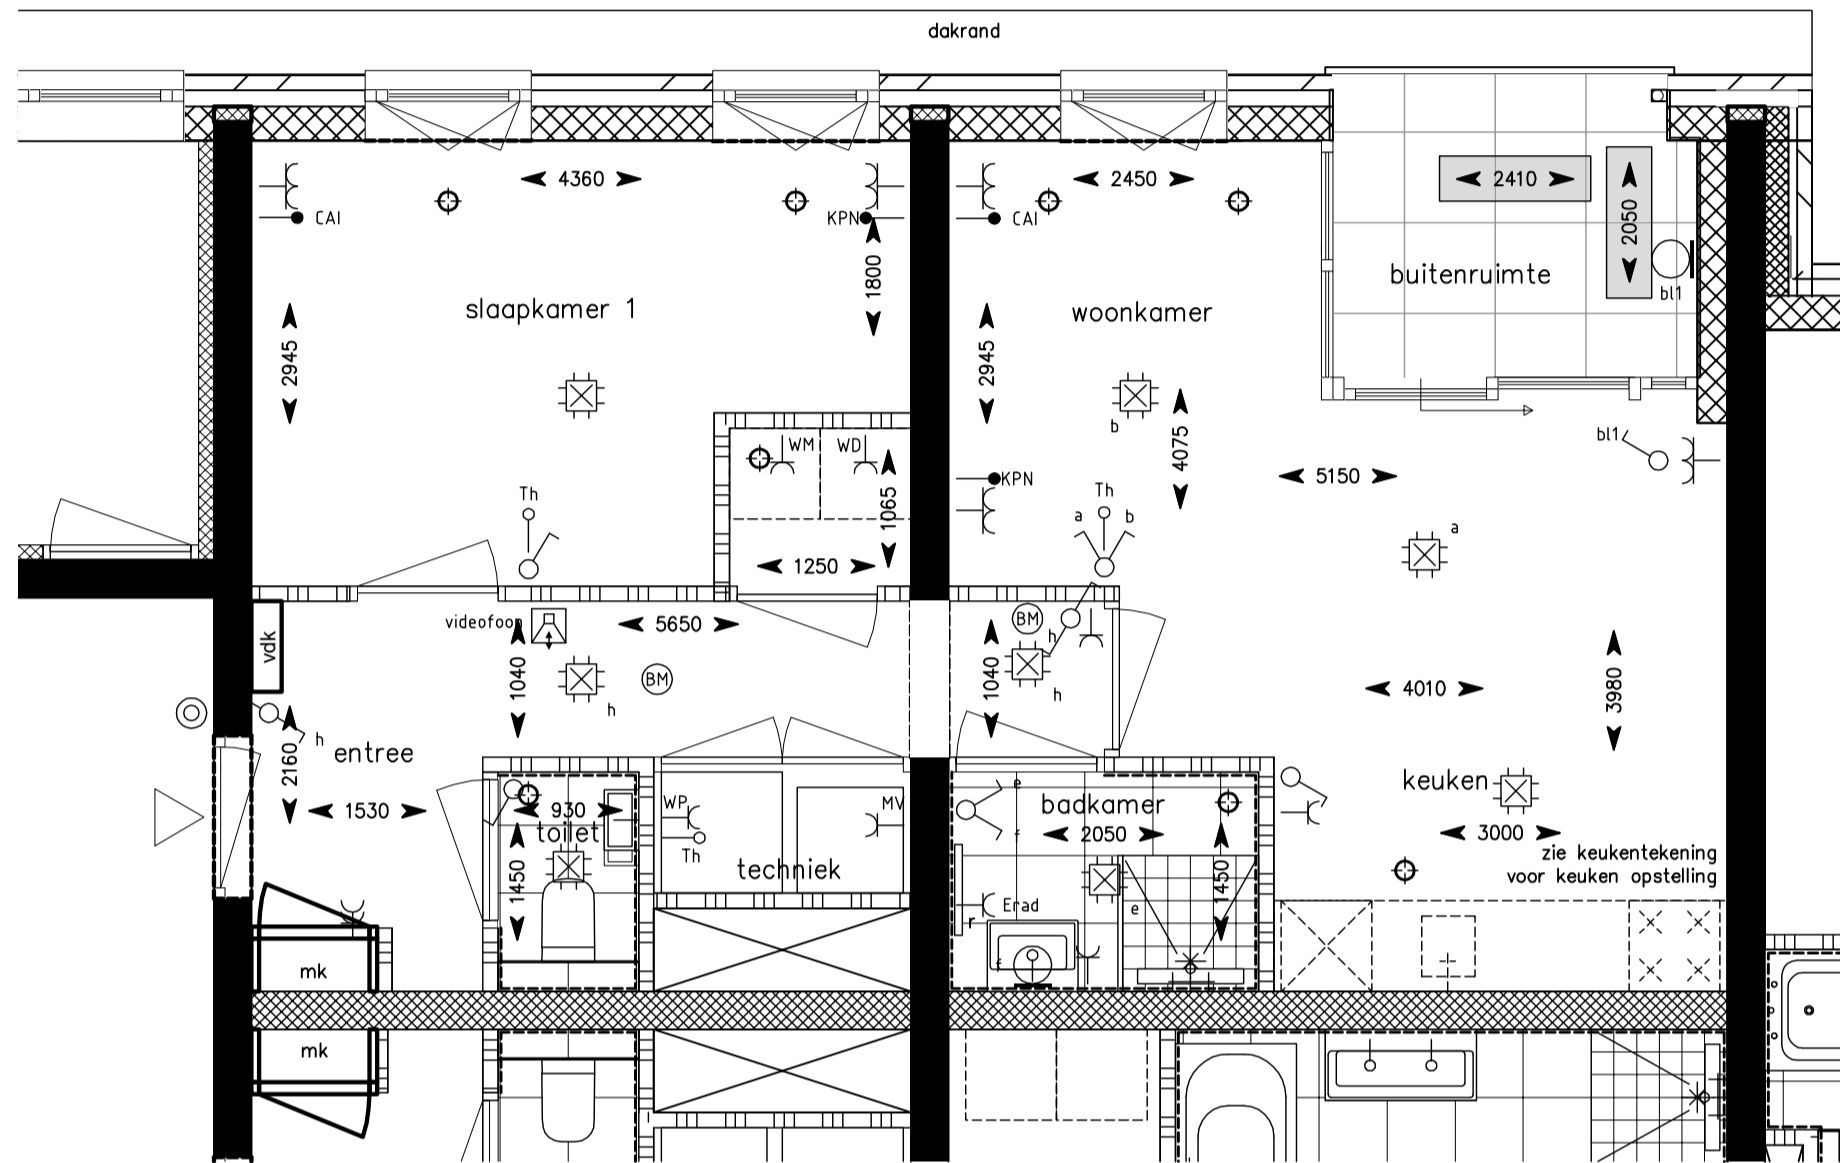 dakrand
4360
2450
2410
2050
CAI
KPN
CAI
1800
buitenruimte
bl1
slaapkamer 1
woonkamer
2945
2945
b
4075
bl1
WM
WD
5150
KPN
Th
1065
Th
a
b
a
1250
videofoon
5650
BM
h
vdk
1040
BM
h
1040
h
4010
3980
h
2160
entree
keuken
1530
930
toilet
WP
MV
e
badkamer
2050
f
3000
Th
techniek
1450
1450
zie keukentekening
voor keuken opstelling
Erad
e
r
f
mk
mk